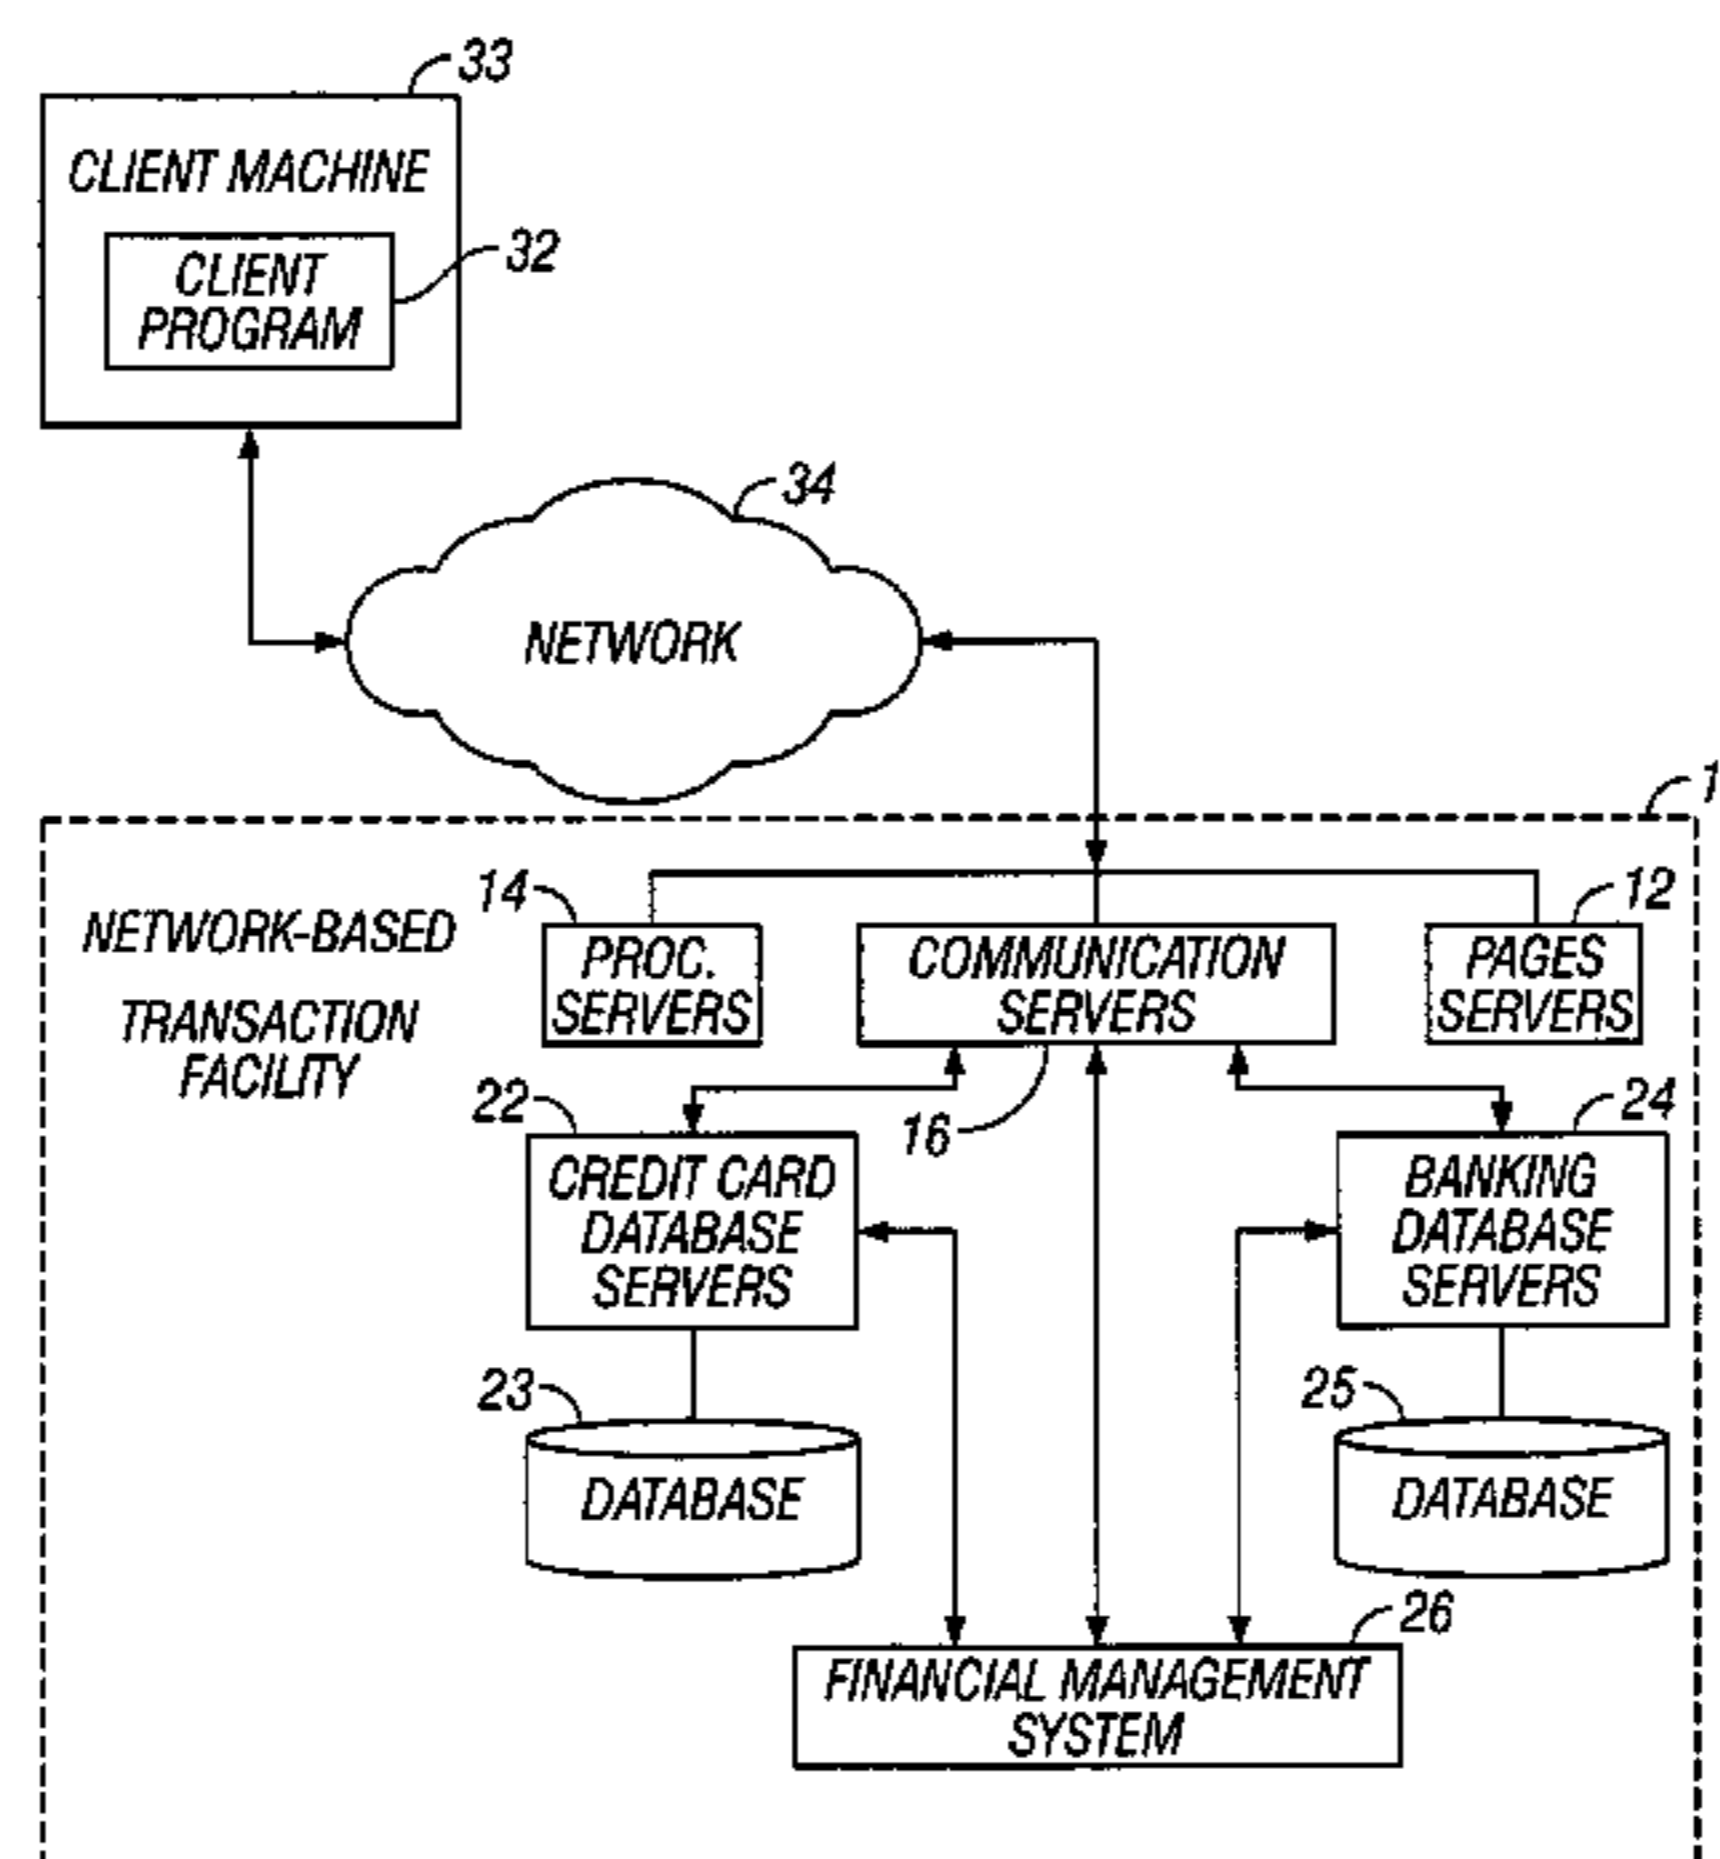 33
CLIENT MACHINE
32
CLIENT
PROGRAM
34
NETWORK
1
14
12
NETWORK-BASED
TRANSACTION
FACILITY
PROC.
SERVERS
COMMUNICATION
SERVERS
PAGES
SERVERS
22
16
24
CREDIT CARD
DATABASE
SERVERS
BANKING
DATABASE
SERVERS
23
25
DATABASE
DATABASE
26
FINANCIAL MANAGEMENT
SYSTEM